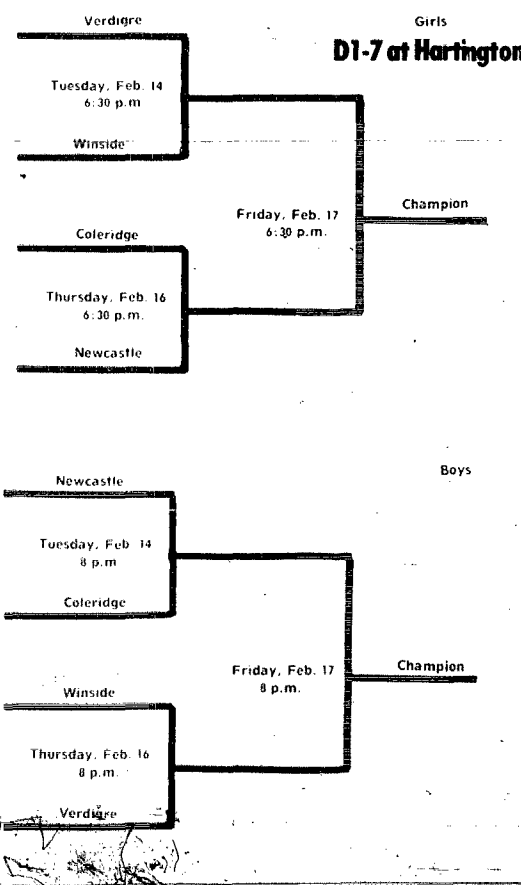 Verdigre
Girls
D1-7 at Hartington
Tuesday, Feb. 14
6:30 p.m
Winside
Friday, Feb. 17
6:30 p.m.
Champion
Coleridge
Thursday, Feb. 16
6:30 p.m.
Newcastle
Boys
Newcastle
Tuesday, Feb. 14
8 p.m
Coleridge
Friday, Feb. 17
8 p.m.
Champion
Winside
Thursday, Feb. 16
8 p.m.
Verdigre